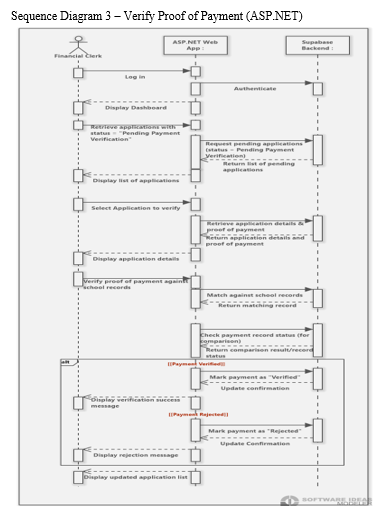 Sequence Diagram 3 – Verify Proof of Payment (ASP.NET)
Financial Clerk
ASP.NET Web
App :
Supabase
Backend :
Log in
Authenticate
Display Dashboard
Retrieve applications with
status = "Pending Payment
Verification"
Request pending applications
(status = Pending Payment
Verification)
Return list of pending
applications
Display list of applications
Select Application to verify
Retrieve application details &
proof of payment
Return application details and
proof of payment
Display application details
Verify proof of payment against
school records
Match against school records
Return matching record
Check payment record status (for
comparison)
Return comparison result/record
status
alt
[[Payment Verified]]
Mark payment as "Verified"
Update confirmation
Display verification success
message
[[Payment Rejected]]
Mark payment as "Rejected"
Update Confirmation
Display rejection message
Display updated application list
SOFTWARE IDEAS
MODELER